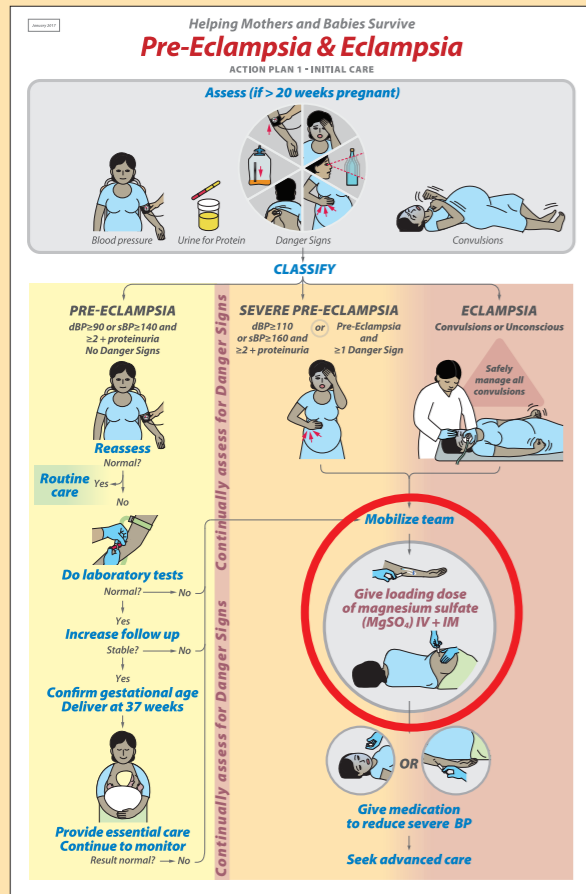 January 2017
Helping Mothers and Babies Survive
Pre-Eclampsia & Eclampsia
ACTION PLAN 1 - INITIAL CARE
Assess (if > 20 weeks pregnant)
Blood pressure
Urine for Protein
Danger Signs
Convulsions
CLASSIFY
PRE-ECLAMPSIA
dBP≥90 or sBP≥140 and
≥2 + proteinuria
No Danger Signs
Reassess
Normal?
Routine
care
Yes
No
Do laboratory tests
Normal?
No
Yes
Increase follow up
Stable?
No
Yes
Confirm gestational age
Deliver at 37 weeks
Provide essential care
Continue to monitor
Result normal?
No
Continually assess for Danger Signs
Continually assess for Danger Signs
SEVERE PRE-ECLAMPSIA
dBP≥110
or sBP≥160 and
≥2 + proteinuria
or
Pre-Eclampsia
and
≥1 Danger Sign
ECLAMPSIA
Convulsions or Unconscious
Safely
manage all
convulsions
Mobilize team
Give loading dose
of magnesium sulfate
(MgSO₄) IV + IM
OR
Give medication
to reduce severe BP
Seek advanced care